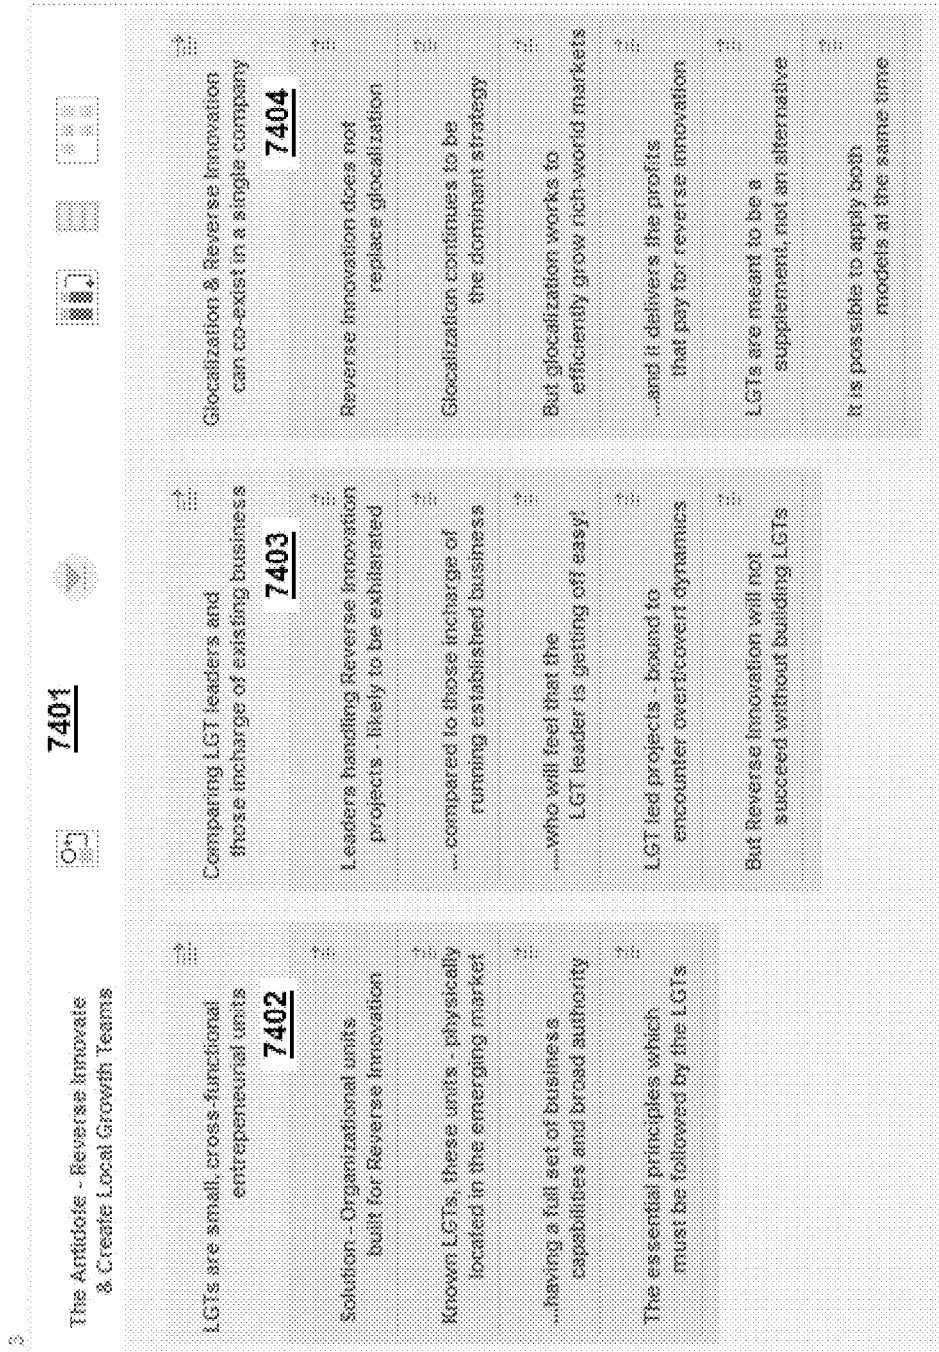 3
The Antidote - Reverse Innovate
& Create Local Growth Teams
7401
LGTs are small, cross-functional
entrepeneurial units
7402
Solution - Organizational units
built for Reverse Innovation
Known LGTs, these units - physically
located in the emerging market
...having a full set of business
capabilities and broad authority
The essential principles which
must be followed by the LGTs
Comparing LGT leaders and
those incharge of existing business
7403
Leaders handing Reverse Innovation
projects - likely to be exhilarated
... compared to those incharge of
running established business
....who will feel that the
LGT leader is getting off easy!
LGT led projects - bound to
encounter overt/covert dynamics
But Reverse Innovation will not
succeed without building LGTs
Glocalization & Reverse Innovation
can co-exist in a single company
7404
Reverse Innovation does not
replace glocalization
Glocalization continues to be
the dominant strategy
But glocalization works to
efficiently grow rich-world markets
...and it delivers the profits
that pay for reverse innovation
LGTs are meant to be a
supplement, not an alternative
It is possible to apply both
models at the same time